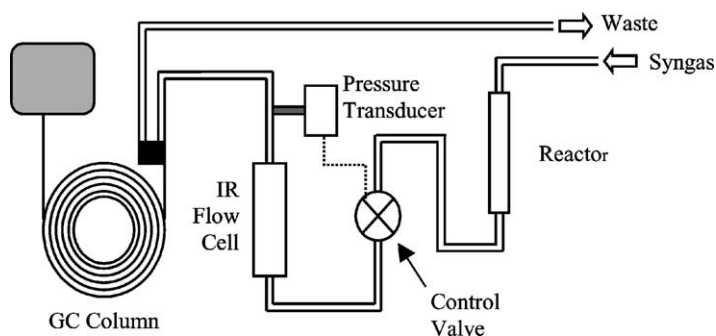 Waste
Syngas
Pressure
Transducer
Reactor
IR
Flow
Cell
Control
Valve
GC Column